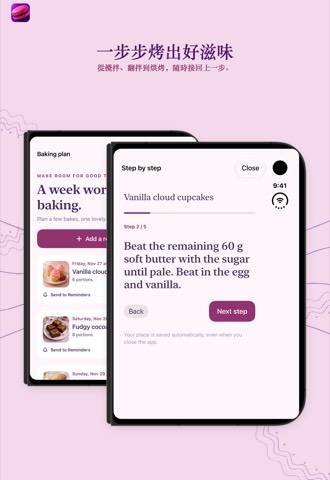 一步步烤出好滋味
從攪拌、翻拌到烘烤，隨時接回上一步。
Baking plan
MAKE ROOM FOR GOOD T
A week wor
baking.
Plan a few bakes, one lovely
+ Add a re
Friday, Nov 27 a
Vanilla cloud
6 portions
Send to Reminders
Saturday, Nov 28
Fudgy cocoa
8 portions
Send to Reminders
Sunday, Nov 29
Step by step
Close
9:41
Vanilla cloud cupcakes
Step 2 / 5
Beat the remaining 60 g
soft butter with the sugar
until pale. Beat in the egg
and vanilla.
Back
Next step
Your place is saved automatically, even when you
close the app.